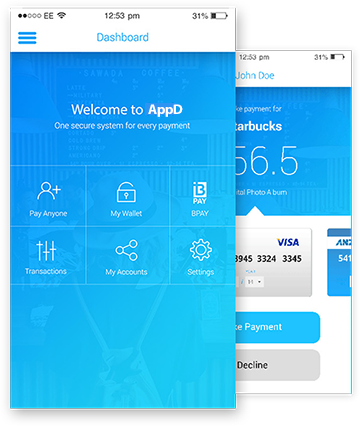 EE 12:53 pm 31%
Dashboard
Welcome to AppD
One secure system for every payment
Pay Anyone
My Wallet
BPAY
Transactions
My Accounts
Settings
12:53 pm 31%
John Doe
ke payment for
arbucks
56.5
ital Photo Album
VISA
3945 3324 3345
ANZ
541
ke Payment
Decline